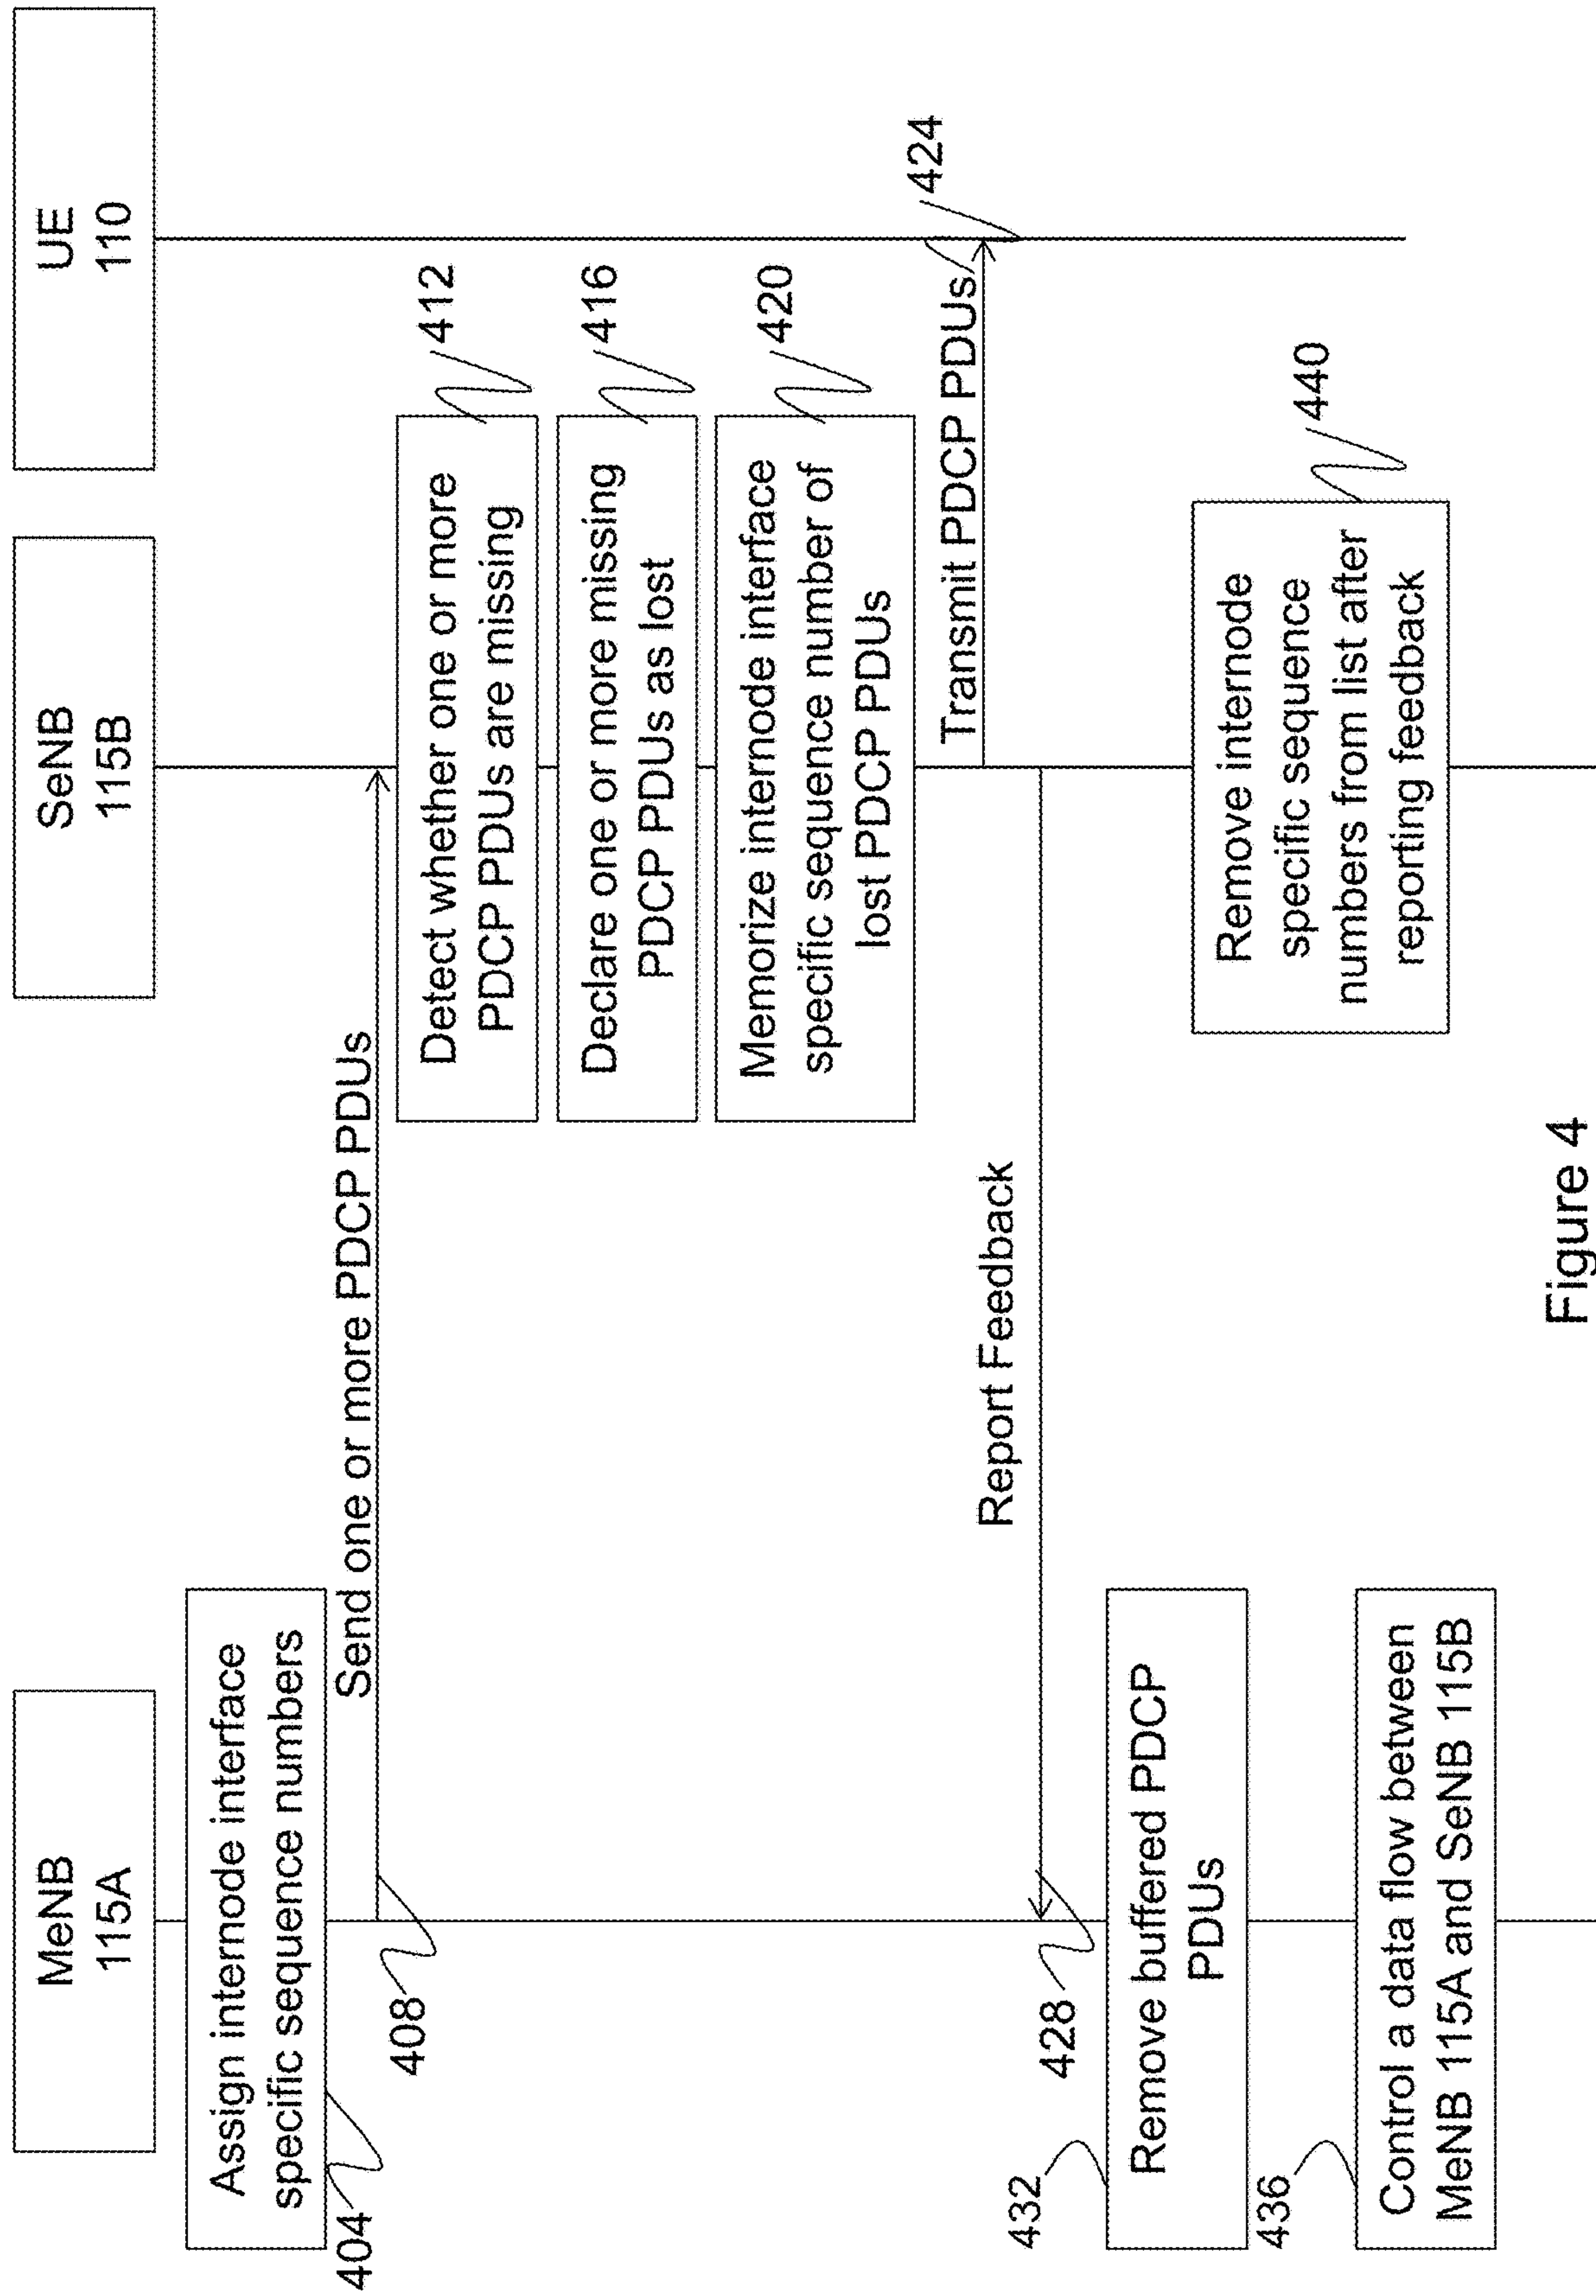 MeNB
115A
SeNB
115B
UE
110
Assign internode interface
specific sequence numbers
404
Send one or more PDCP PDUs
408
Detect whether one or more
PDCP PDUs are missing
412
Declare one or more missing
PDCP PDUs as lost
416
Memorize internode interface
specific sequence number of
lost PDCP PDUs
420
Transmit PDCP PDUs
424
Report Feedback
428
Remove buffered PDCP
PDUs
432
Remove internode
specific sequence
numbers from list after
reporting feedback
440
Control a data flow between
MeNB 115A and SeNB 115B
436
Figure 4